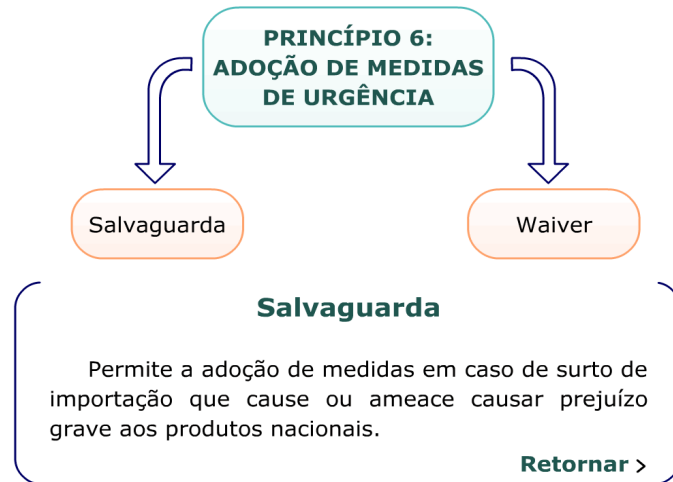 PRINCÍPIO 6:
ADOÇÃO DE MEDIDAS
DE URGÊNCIA
Salvaguarda
Waiver
Salvaguarda
Permite a adoção de medidas em caso de surto de
importação que cause ou ameace causar prejuízo
grave aos produtos nacionais.
Retornar >